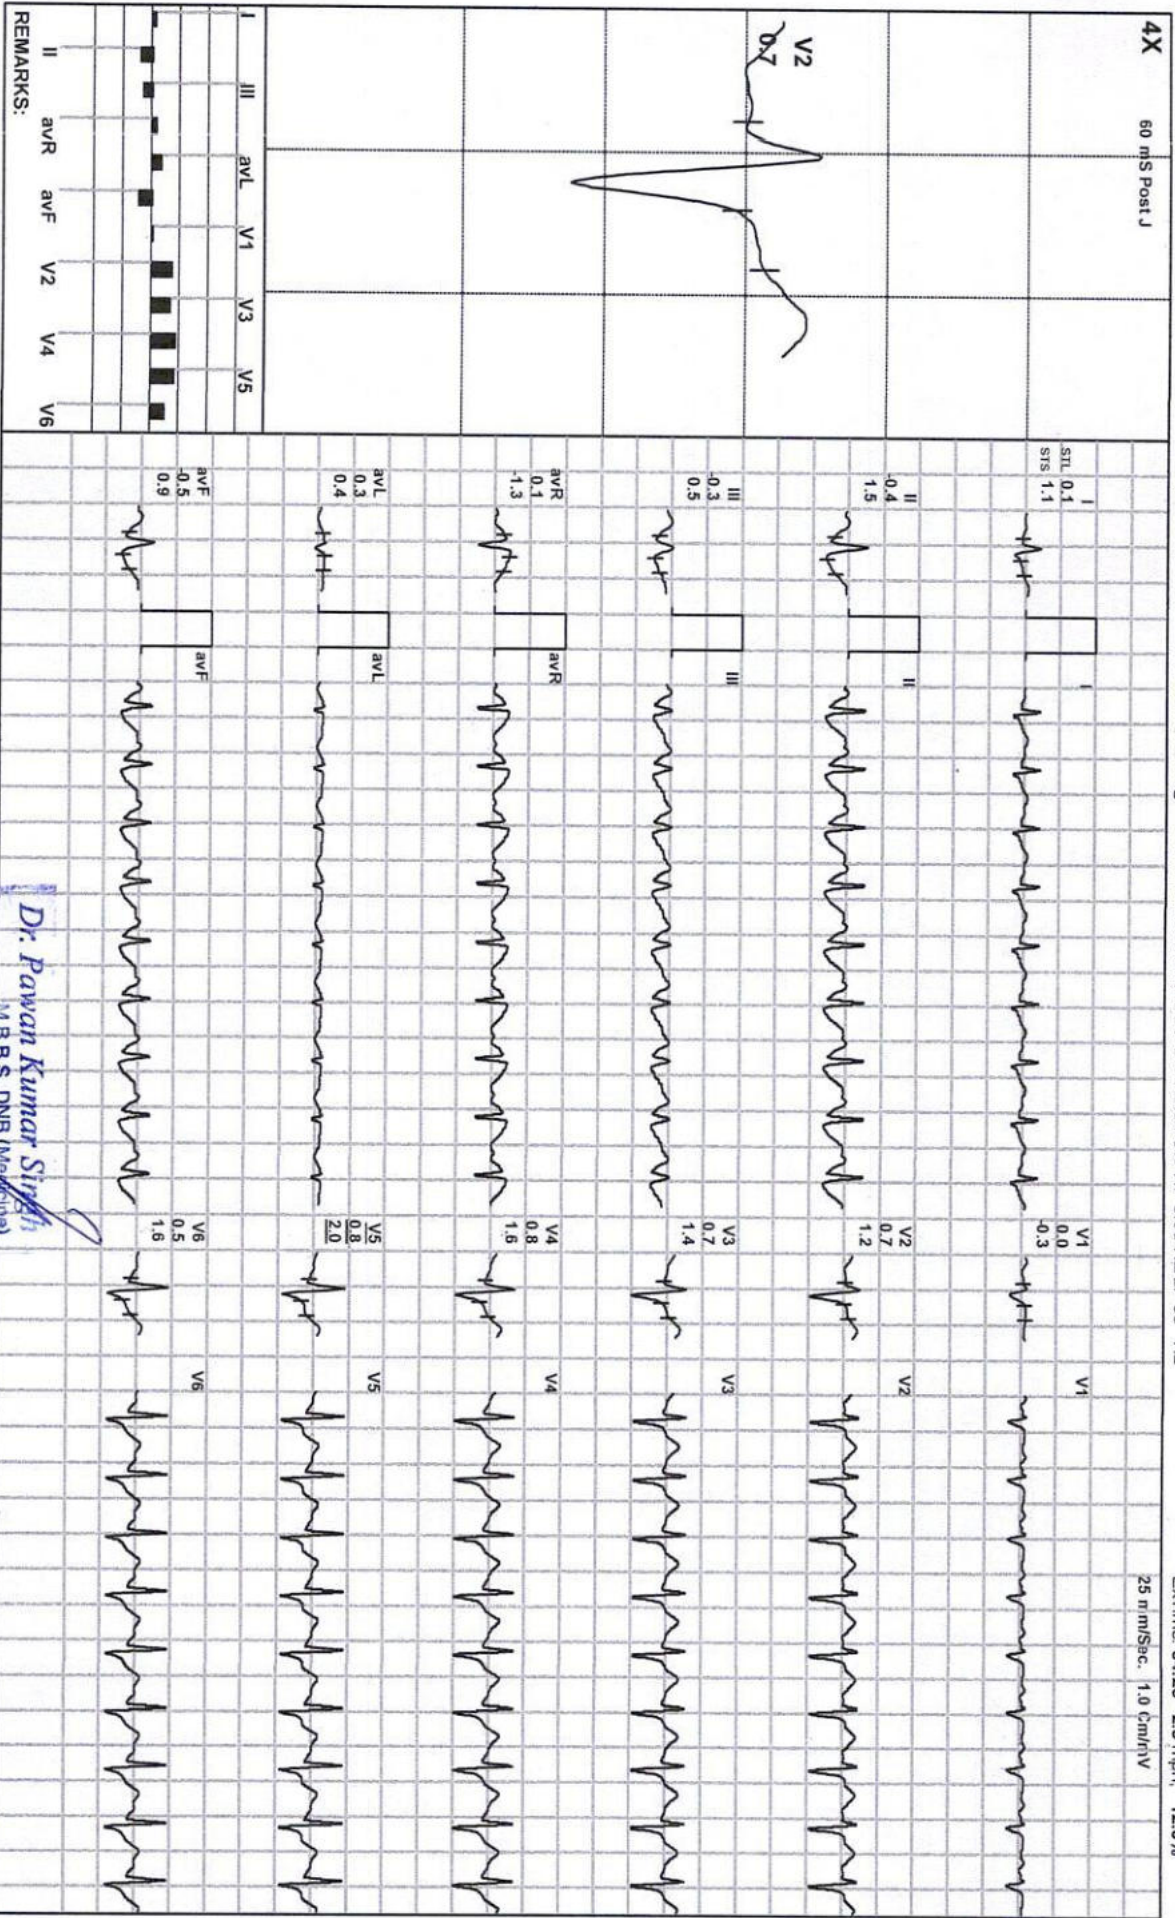 4X
60 mS Post J
V2
0.7
25 mm/Sec. 1.0 Cm/mV
I
STL 0.1
STS 1.1
I
II
-0.4
1.5
II
III
-0.3
0.5
III
avR
0.1
-1.3
avR
avL
0.3
0.4
avL
avF
-0.5
0.9
avF
V1
0.0
-0.3
V1
V2
0.7
1.2
V2
V3
0.7
1.4
V3
V4
0.8
1.6
V4
V5
0.8
2.0
V5
V6
0.5
1.6
V6
I III avL V1 V3 V5
II avR avF V2 V4 V6
REMARKS:
Dr. Pawan Kumar Singh
M.B.B.S, DNB (Medicine)